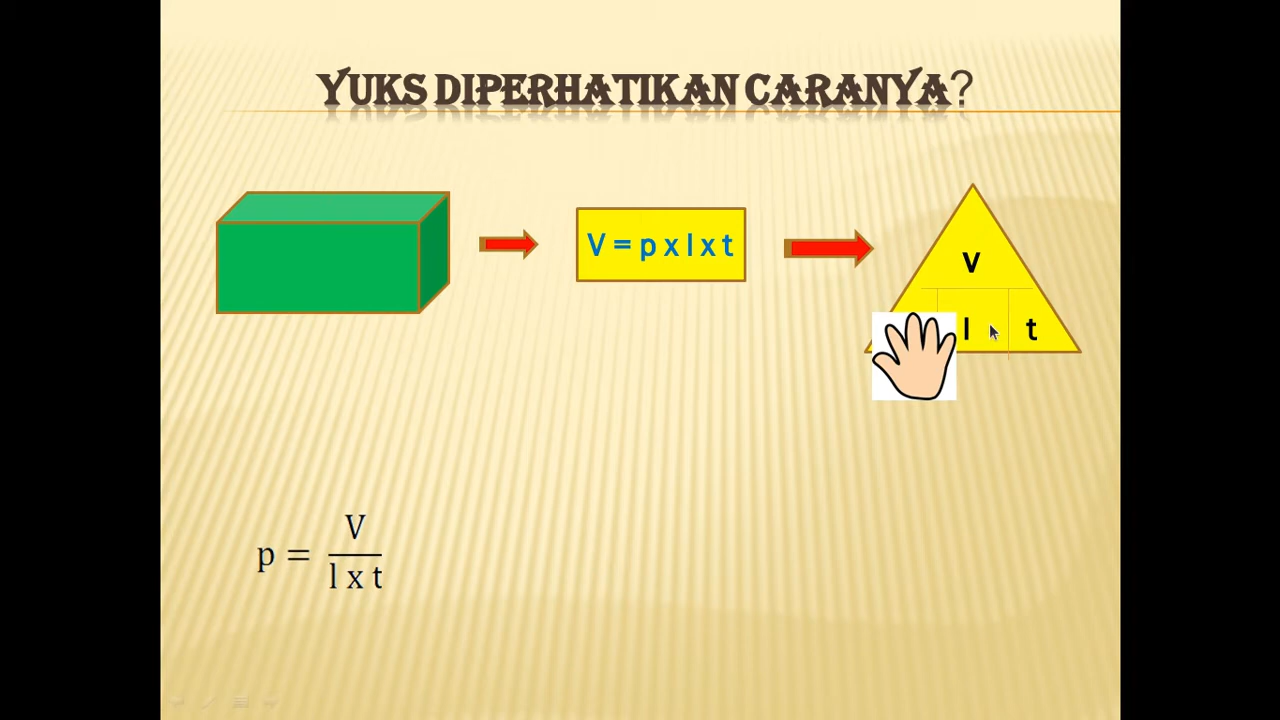 YUKS DIPERHATIKAN CARANYA?
V = p x l x t
V
l t
p = V
l x t